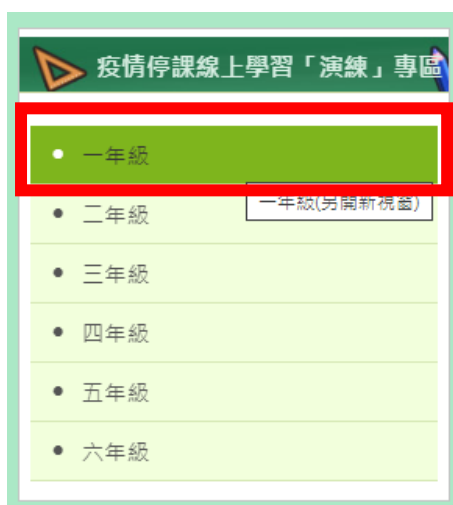 疫情停課線上學習「演練」專區
一年級
一年級(另開新視窗)
二年級
三年級
四年級
五年級
六年級